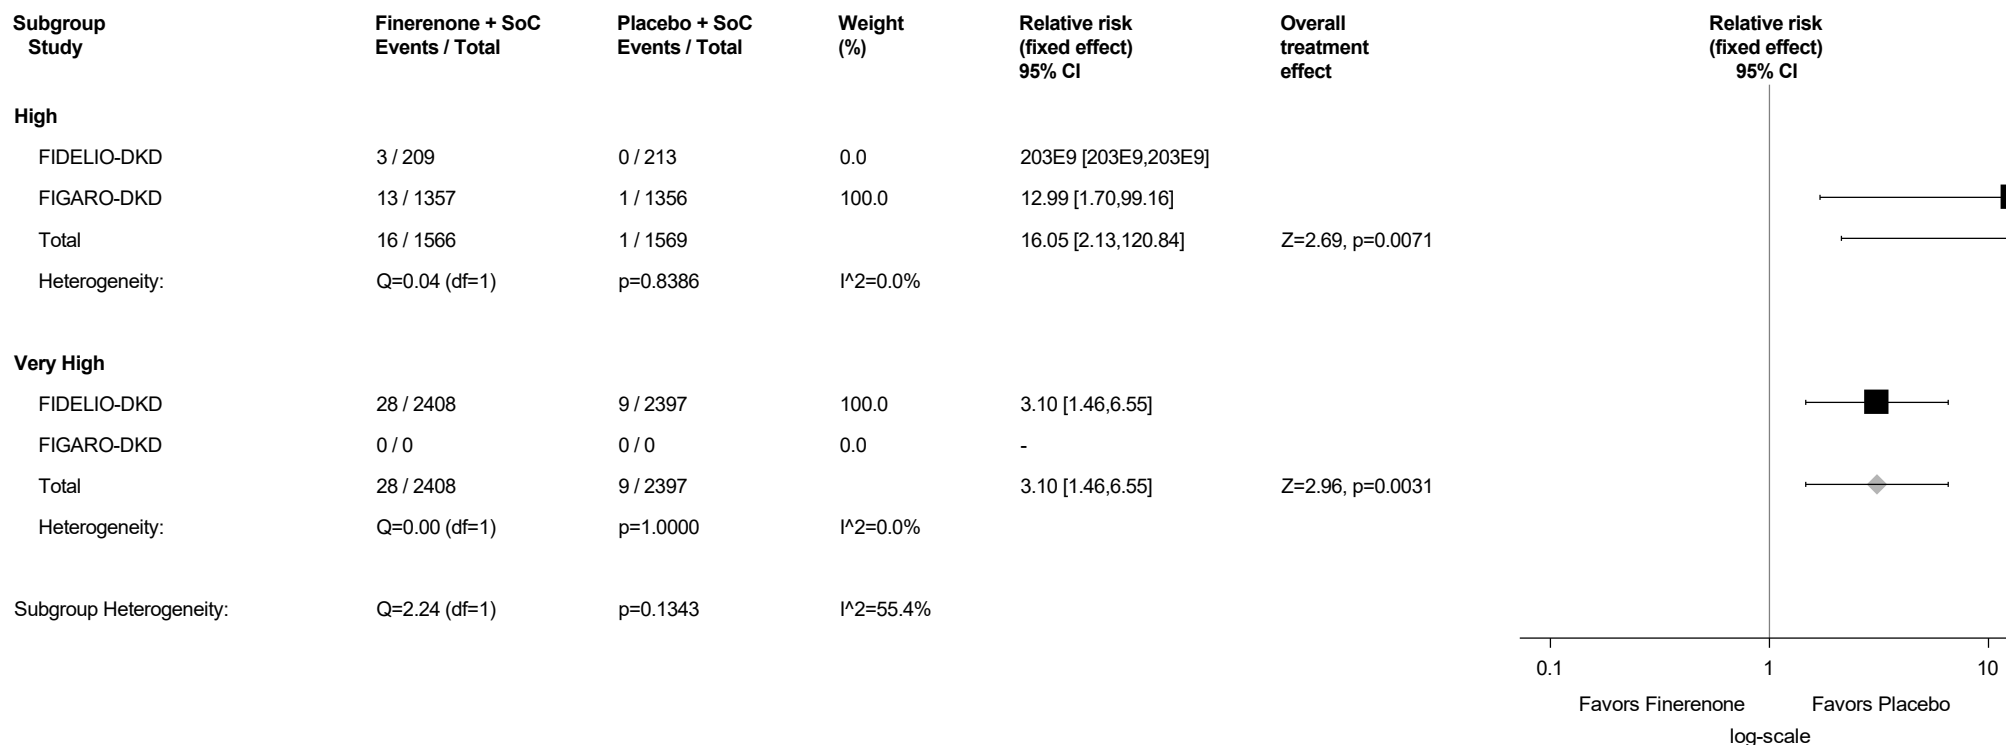 Subgroup Finerenone + SoC Placebo + SoC Weight Relative risk Overall Relative risk
Study Events / Total Events / Total (%) (fixed effect) treatment (fixed effect)
95% CI effect 95% CI
High
FIDELIO-DKD 3 / 209 0 / 213 0.0 203E9 [203E9,203E9]
FIGARO-DKD 13 / 1357 1 / 1356 100.0 12.99 [1.70,99.16]
Total 16 / 1566 1 / 1569 16.05 [2.13,120.84] Z=2.69, p=0.0071
Heterogeneity: Q=0.04 (df=1) p=0.8386 I^2=0.0%
Very High
FIDELIO-DKD 28 / 2408 9 / 2397 100.0 3.10 [1.46,6.55]
FIGARO-DKD 0 / 0 0 / 0 0.0 -
Total 28 / 2408 9 / 2397 3.10 [1.46,6.55] Z=2.96, p=0.0031
Heterogeneity: Q=0.00 (df=1) p=1.0000 I^2=0.0%
Subgroup Heterogeneity: Q=2.24 (df=1) p=0.1343 I^2=55.4%
0.1 1 10
Favors Finerenone Favors Placebo
log-scale